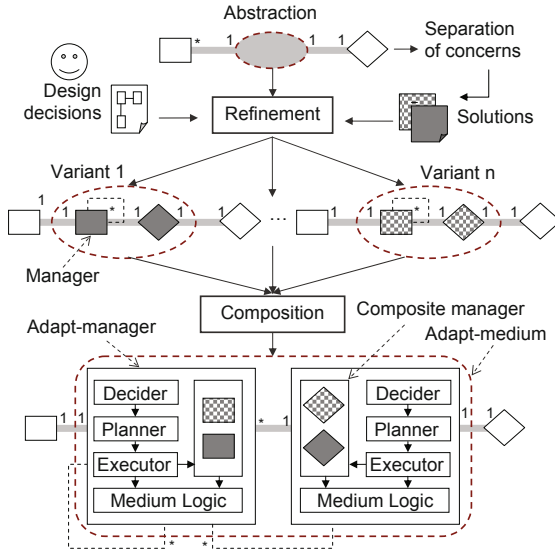 Abstraction
* 1 1 1
Separation
of concerns
Design
decisions
Refinement
Solutions
Variant 1
Variant n
1 1 * 1 1 1 ... 1 1 * 1 1 1
Manager
Composition
Composite manager
Adapt-manager
Adapt-medium
Decider
Decider
1 1 Planner * 1 Planner 1 1
Executor
Executor
Medium Logic
Medium Logic
* *